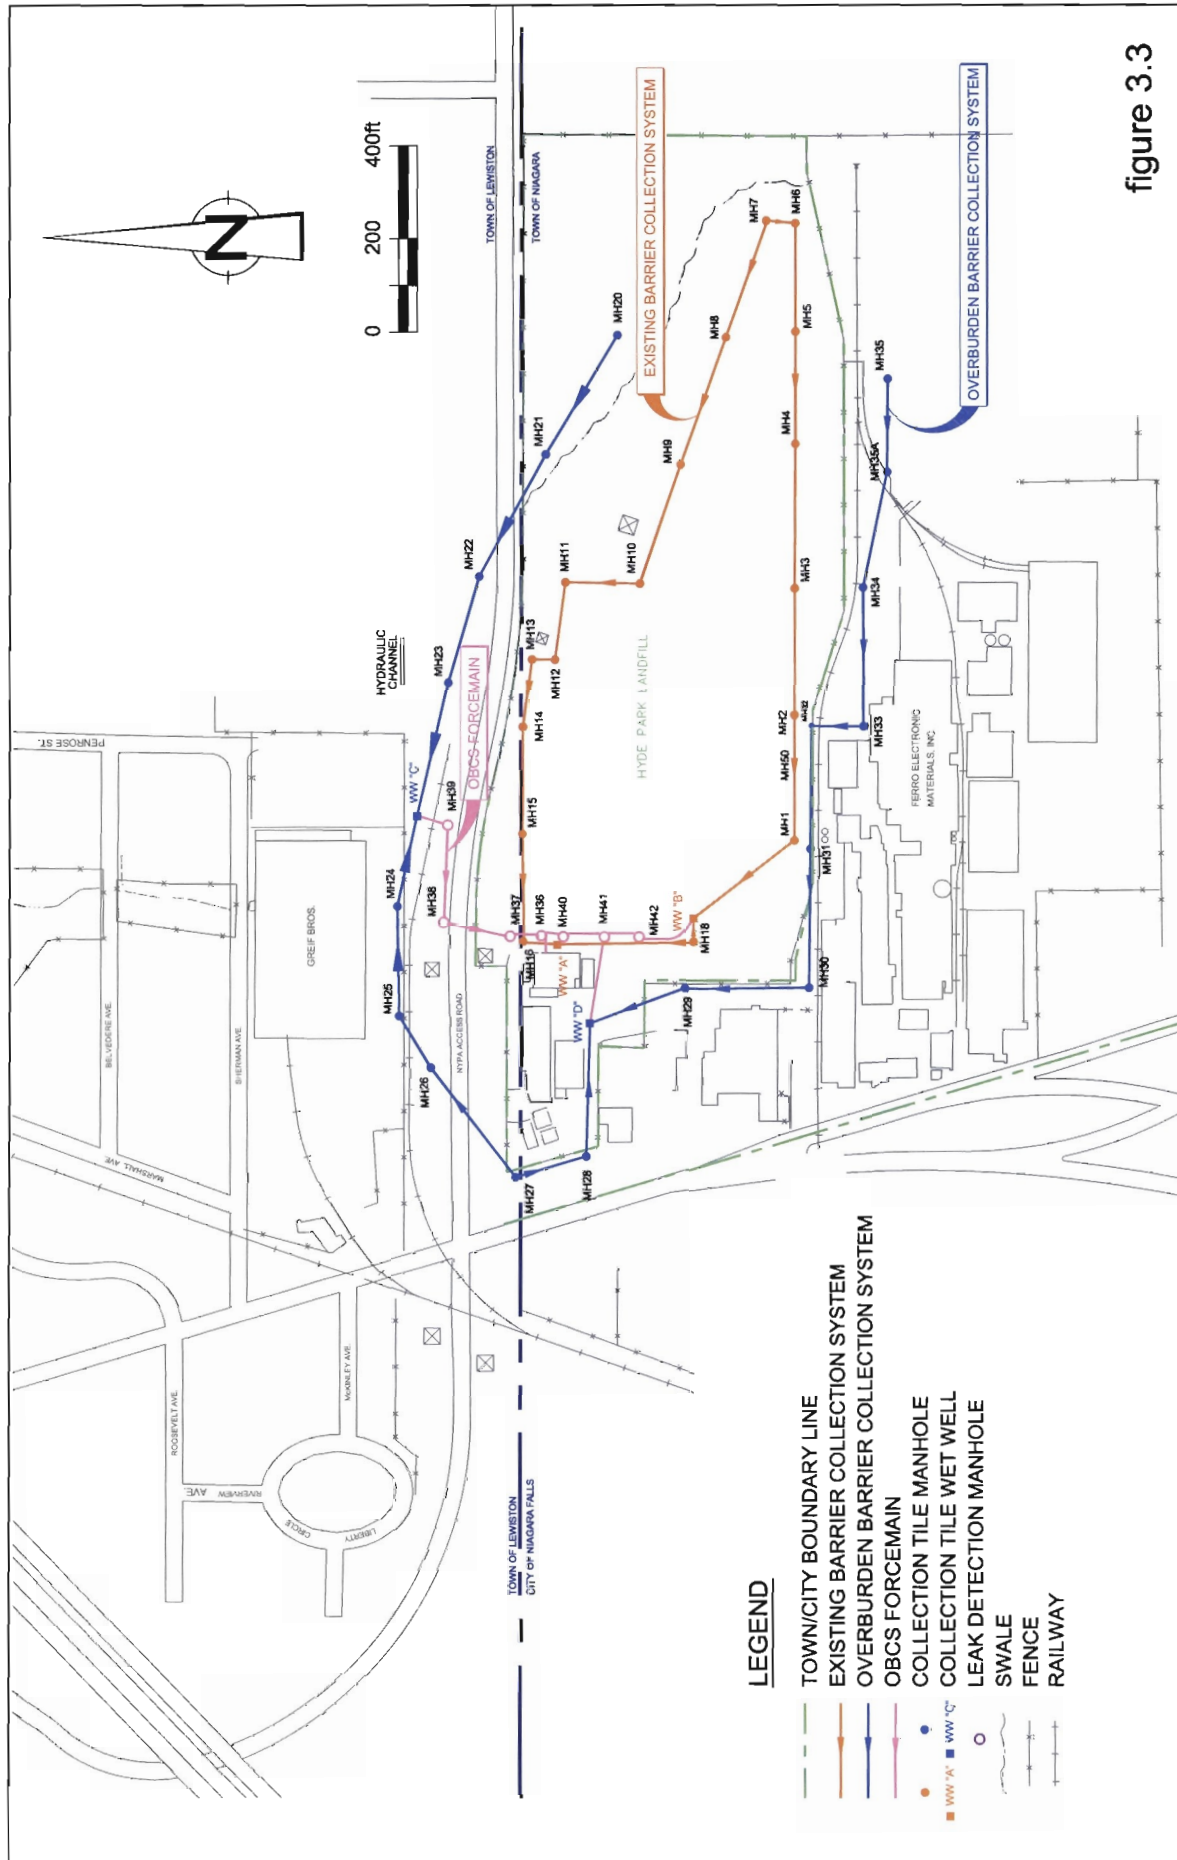 figure 3.3
0 200 400ft
N
TOWN OF LEWISTON
TOWN OF NIAGARA
EXISTING BARRIER COLLECTION SYSTEM
OVERBURDEN BARRIER COLLECTION SYSTEM
OBCS FORCEMAIN
HYDRAULIC
CHANNEL
HYDE PARK LANDFILL
FERRO ELECTRONIC
MATERIALS, INC.
GREIF BROS.
NYPA ACCESS ROAD
PENROSE ST.
BELVEDERE AVE.
SHERMAN AVE.
MARSHALL AVE.
ROOSEVELT AVE.
McKINLEY AVE.
RIVERVIEW
AVE.
LIBERTY
CIRCLE
TOWN OF LEWISTON
CITY OF NIAGARA FALLS
MH20
MH21
MH22
MH23
WW "C"
MH39
MH24
MH38
MH25
MH26
MH27
MH28
WW "D"
MH29
MH30
MH31
MH32
MH33
MH34
MH35A
MH35
MH7
MH6
MH8
MH5
MH9
MH4
MH10
MH11
MH3
MH13
MH12
MH14
MH2
MH50
MH15
MH1
MH37
MH36
MH40
MH41
MH42
WW "B"
MH18
MH16
WW "A"
LEGEND
TOWN/CITY BOUNDARY LINE
EXISTING BARRIER COLLECTION SYSTEM
OVERBURDEN BARRIER COLLECTION SYSTEM
OBCS FORCEMAIN
COLLECTION TILE MANHOLE
WW "A" WW "C" COLLECTION TILE WET WELL
LEAK DETECTION MANHOLE
SWALE
FENCE
RAILWAY